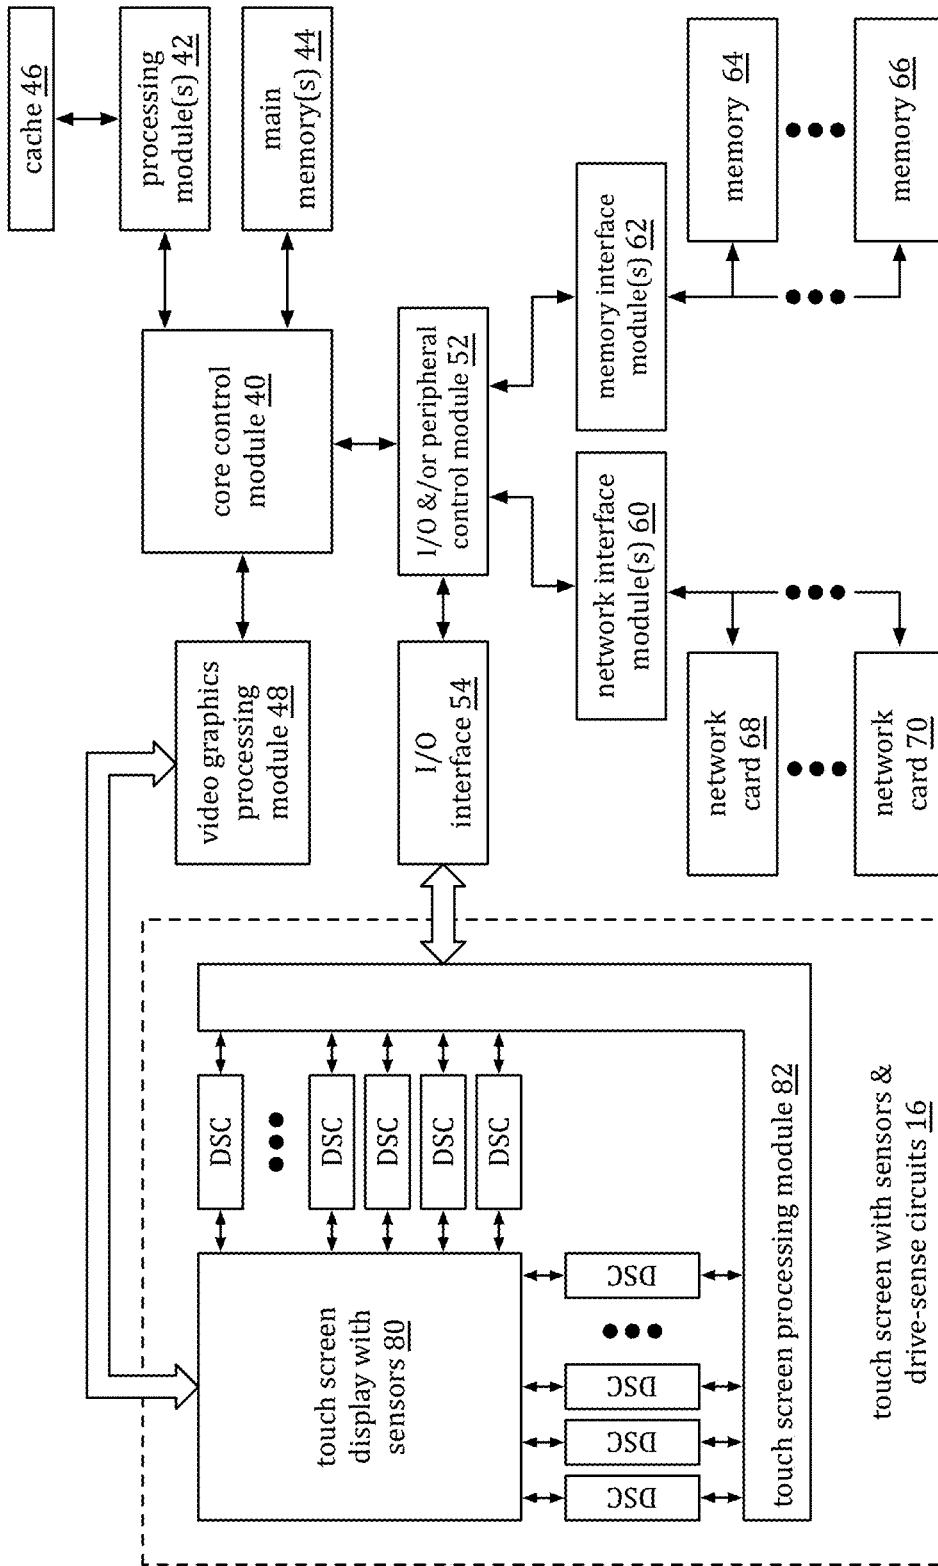 cache 46
processing
module(s) 42
main
memory(s) 44
core control
module 40
video graphics
processing
module 48
I/O &/or peripheral
control module 52
I/O
interface 54
memory interface
module(s) 62
network interface
module(s) 60
memory 64
memory 66
network
card 68
network
card 70
touch screen
display with
sensors 80
DSC
DSC
DSC
DSC
DSC
DSC
DSC
DSC
DSC
touch screen processing module 82
touch screen with sensors &
drive-sense circuits 16